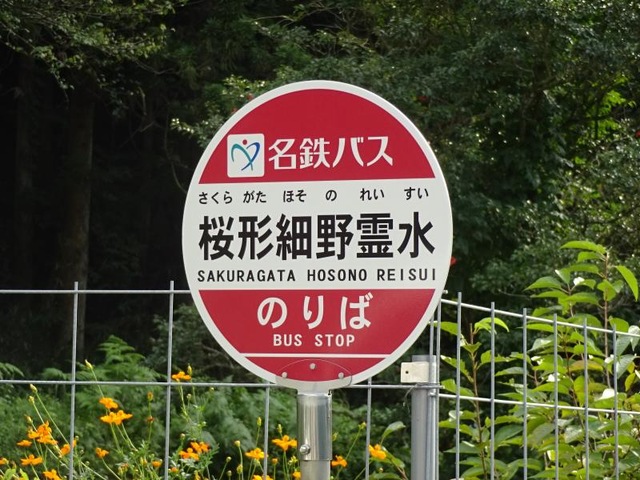 名鉄バス
さくら がた ほそ の れい すい
桜形細野霊水
SAKURAGATA HOSONO REISUI
のりば
BUS STOP